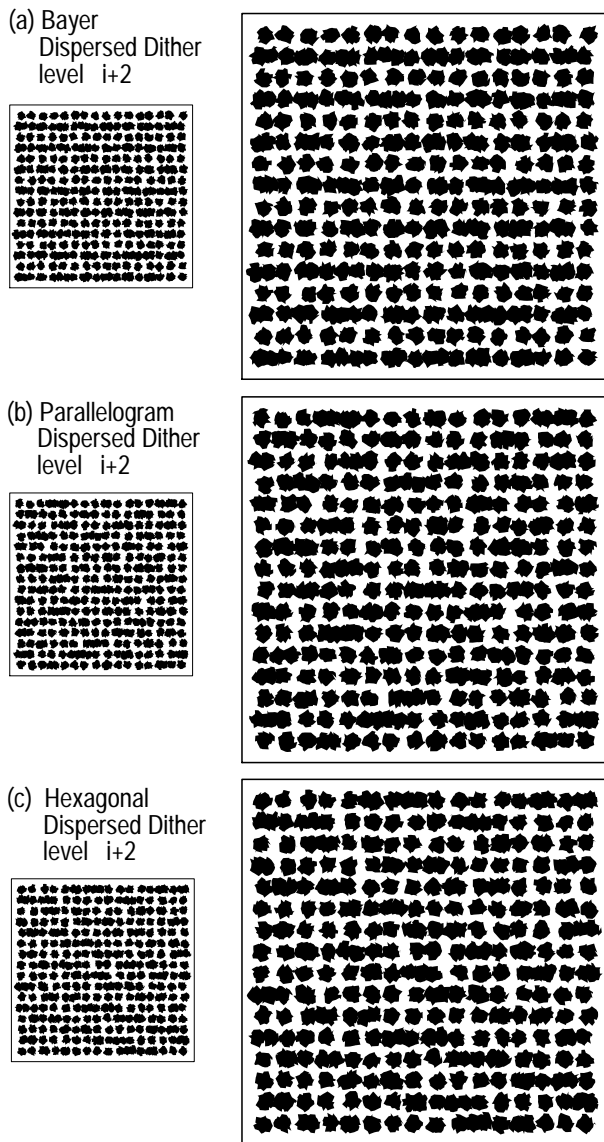 (a) Bayer
Dispersed Dither
level i+2
(b) Parallelogram
Dispersed Dither
level i+2
(c) Hexagonal
Dispersed Dither
level i+2